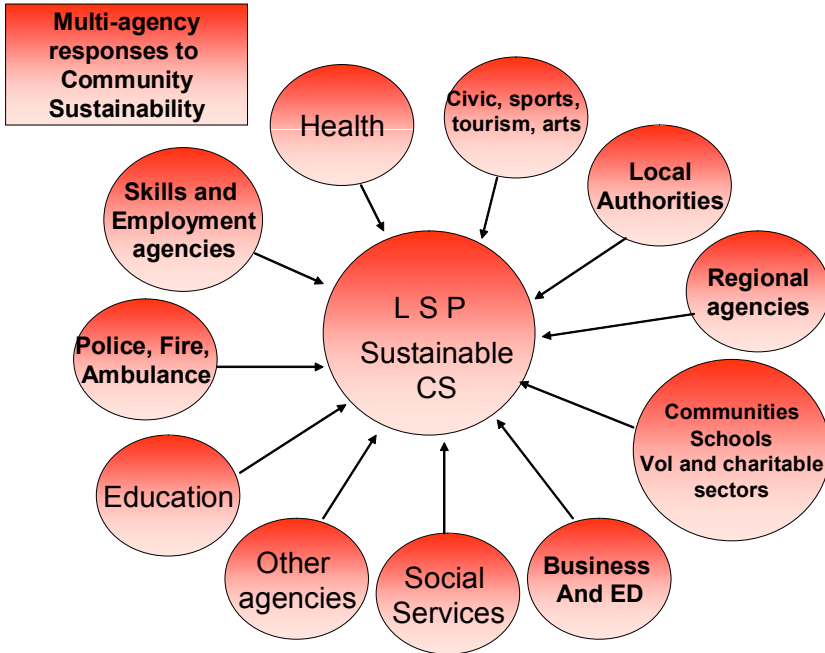 Multi-agency
responses to
Community
Sustainability
Health
Civic, sports,
tourism, arts
Local
Authorities
Regional
agencies
Communities
Schools
Vol and charitable
sectors
Business
And ED
Social
Services
Other
agencies
Education
Police, Fire,
Ambulance
Skills and
Employment
agencies
L S P
Sustainable
CS